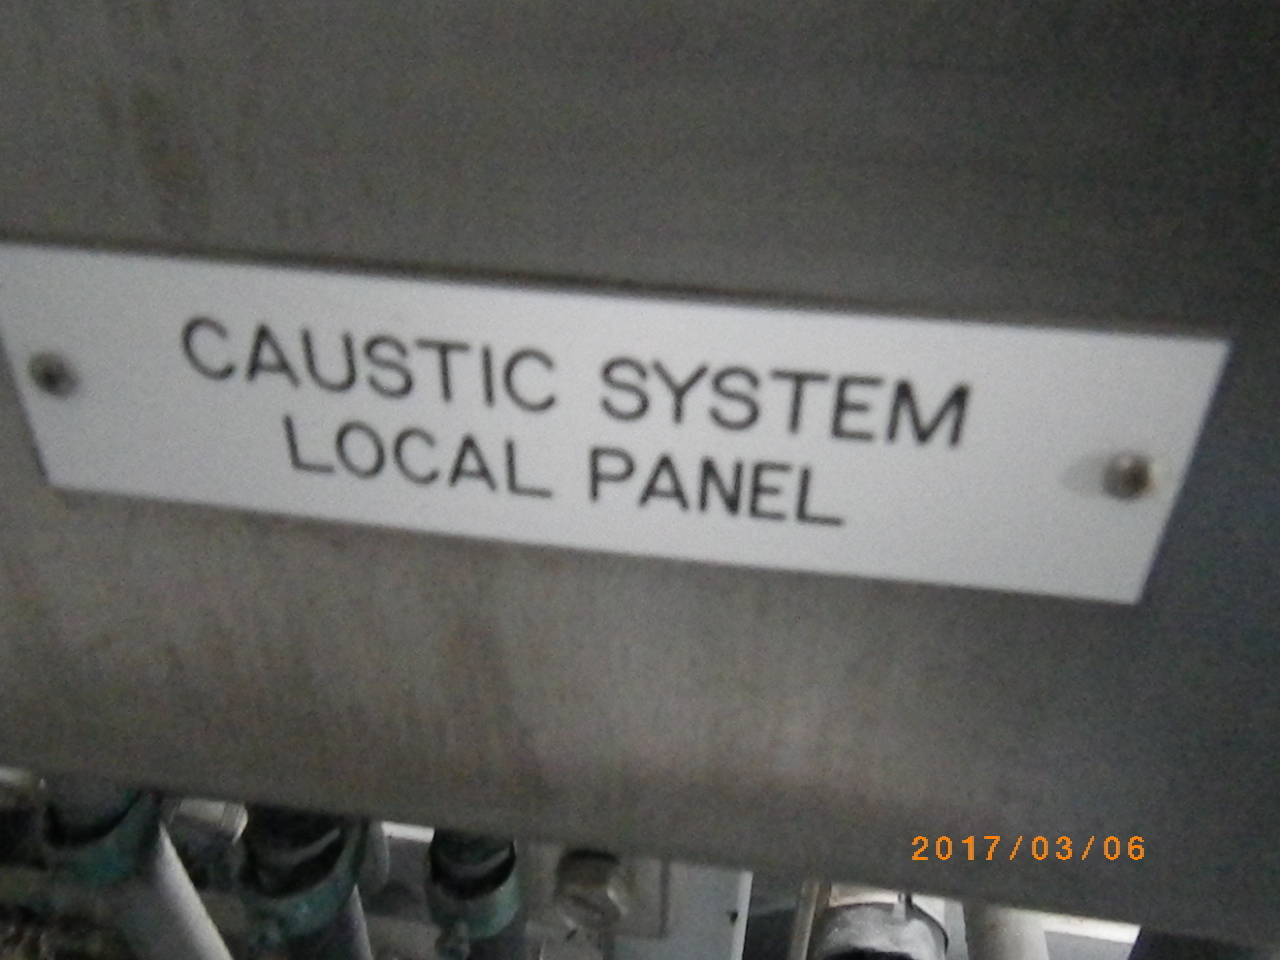 CAUSTIC SYSTEM
LOCAL PANEL
2017/03/06